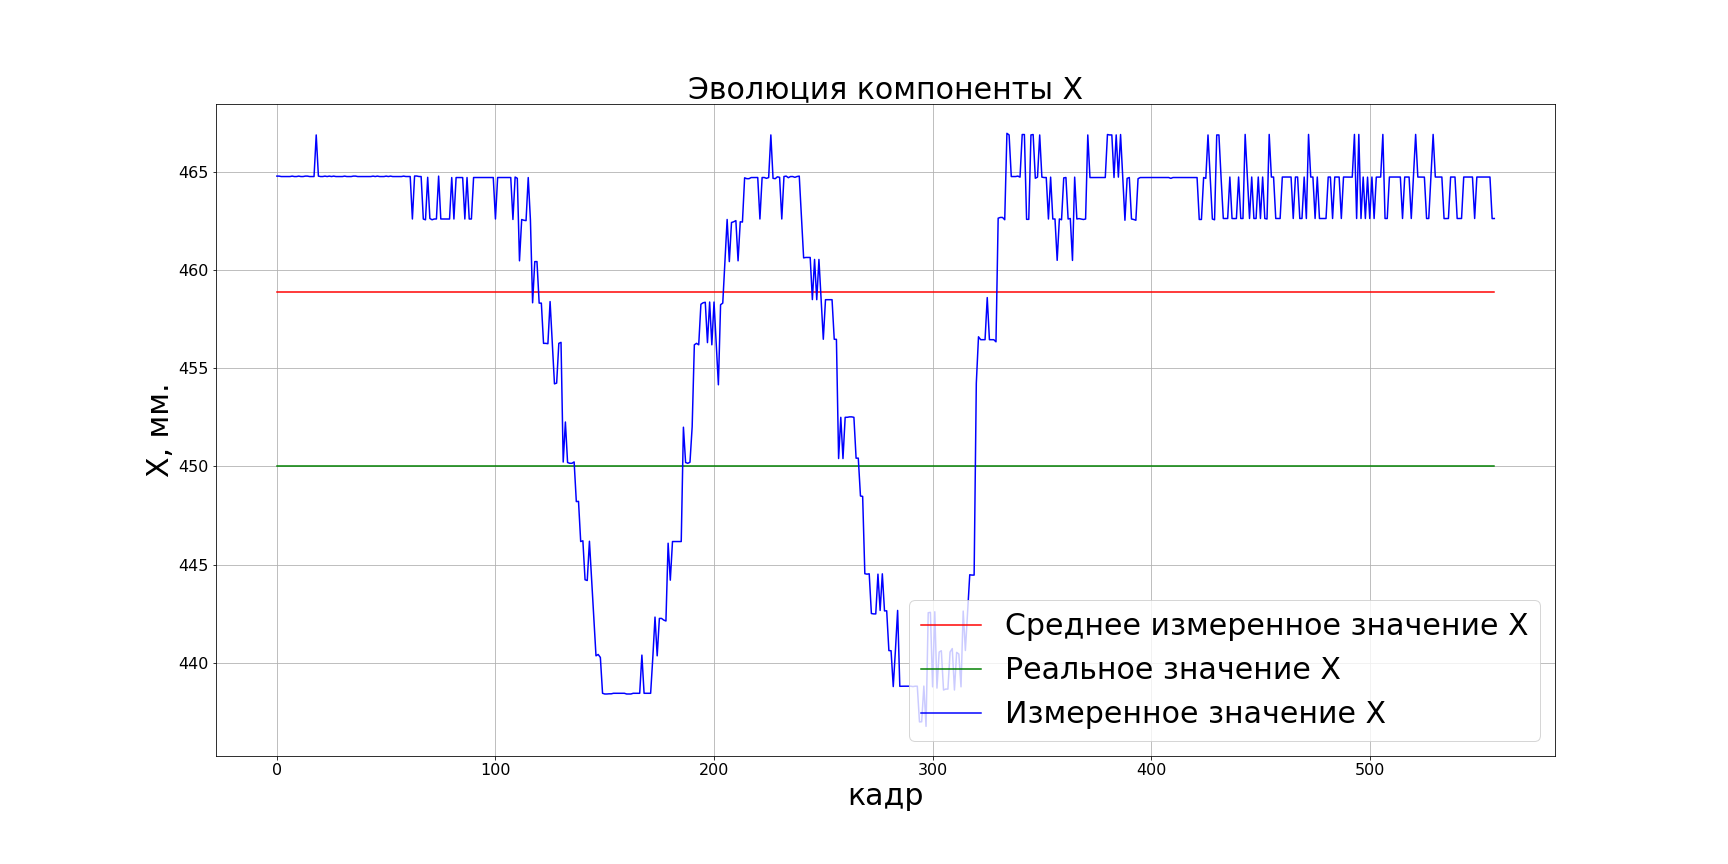 Эволюция компоненты X
X, мм.
465
460
455
450
445
440
0 100 200 300 400 500
кадр
Среднее измеренное значение X
Реальное значение X
Измеренное значение X